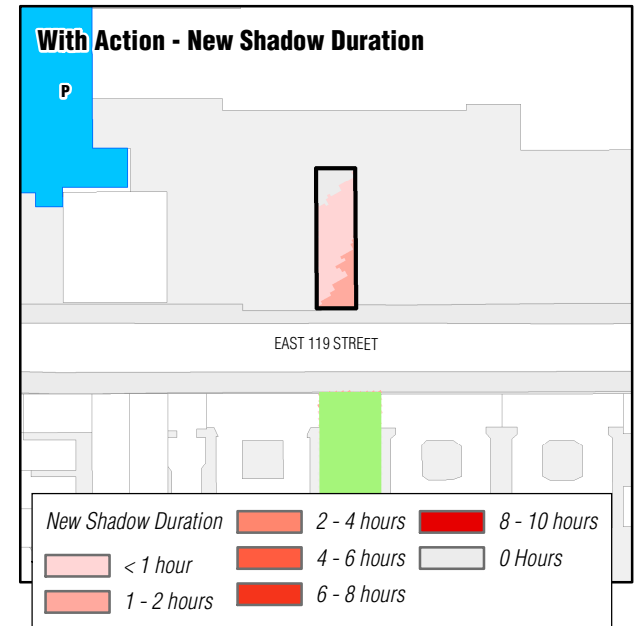 With Action - New Shadow Duration
P
EAST 119 STREET
New Shadow Duration
< 1 hour
1 - 2 hours
2 - 4 hours
4 - 6 hours
6 - 8 hours
8 - 10 hours
0 Hours